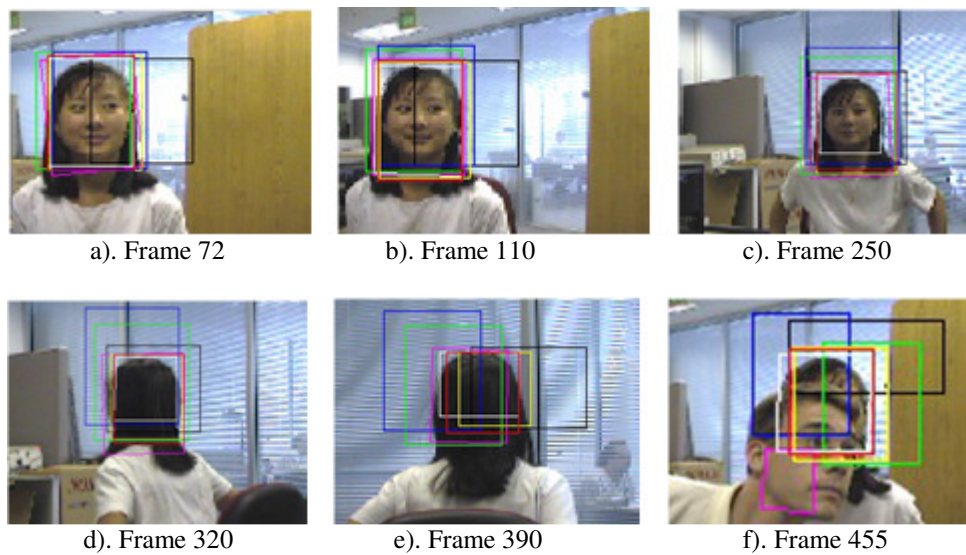 a). Frame 72
b). Frame 110
c). Frame 250
d). Frame 320
e). Frame 390
f). Frame 455